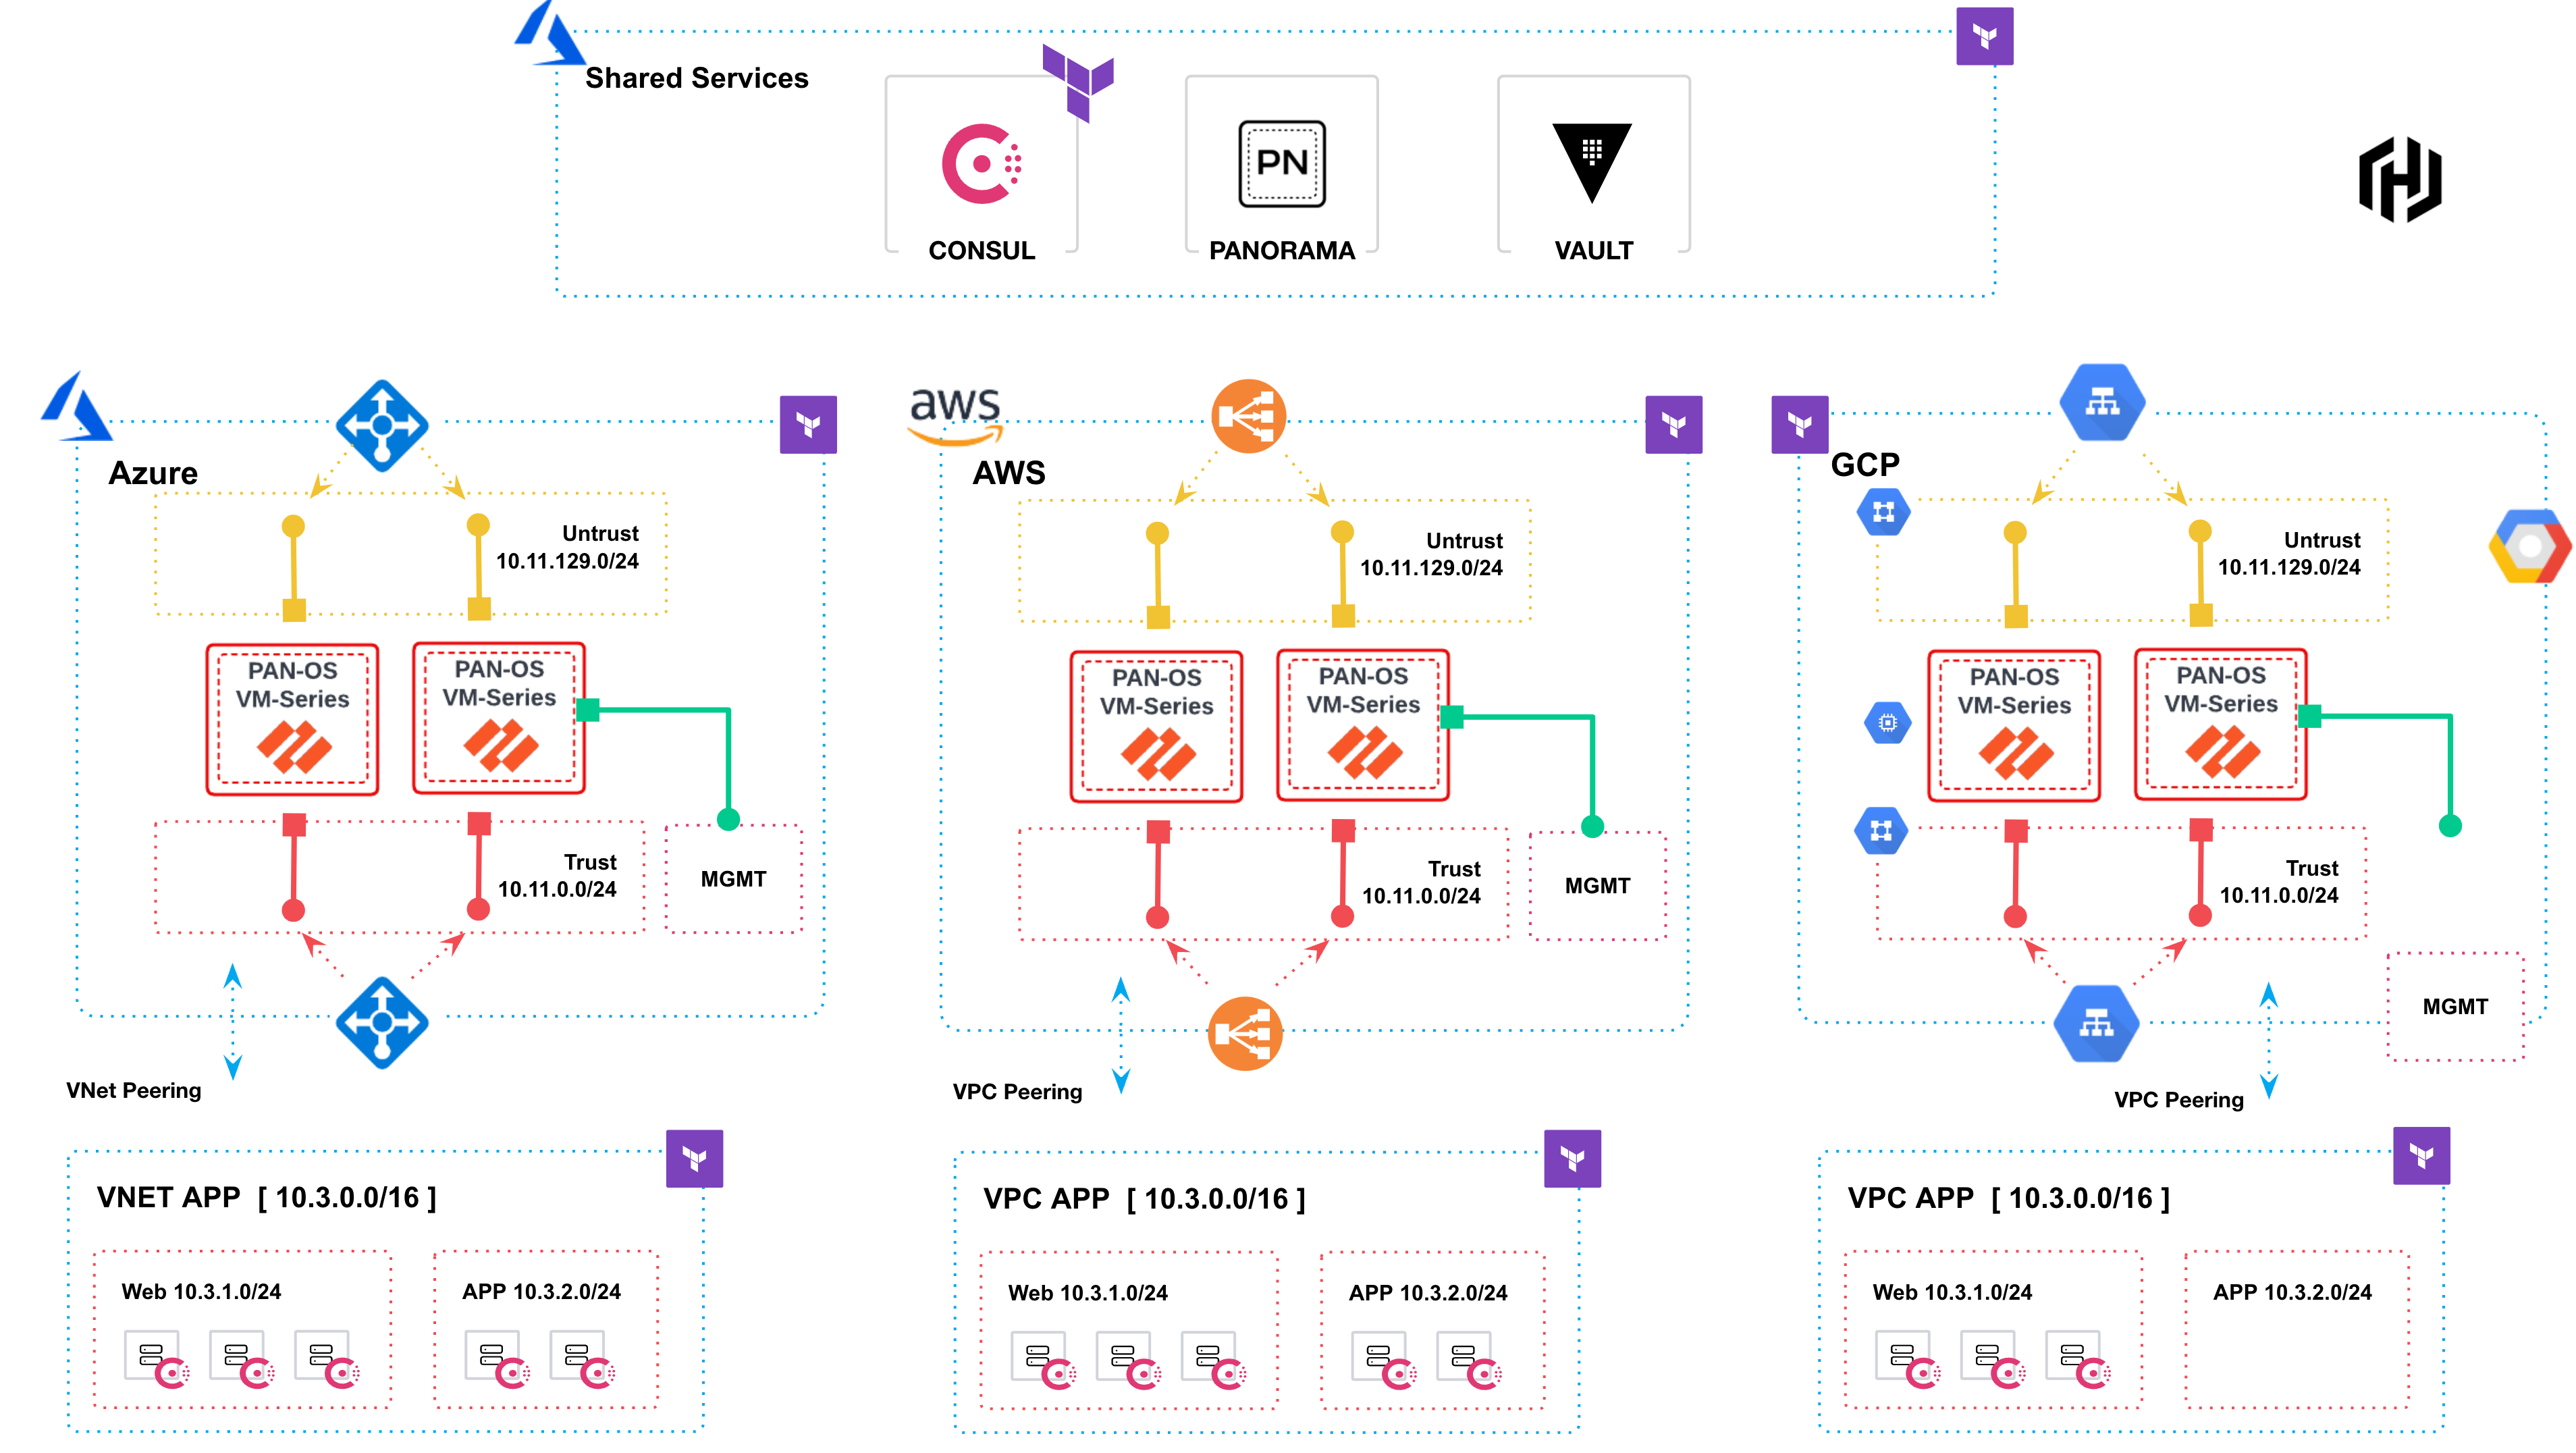 Shared Services
PN
CONSUL
PANORAMA
VAULT
aws
Azure
Untrust
10.11.129.0/24
PAN-OS
VM-Series
PAN-OS
VM-Series
Trust
10.11.0.0/24
MGMT
VNet Peering
VNET APP [ 10.3.0.0/16 ]
Web 10.3.1.0/24
APP 10.3.2.0/24
AWS
Untrust
10.11.129.0/24
PAN-OS
VM-Series
PAN-OS
VM-Series
Trust
10.11.0.0/24
MGMT
VPC Peering
VPC APP [ 10.3.0.0/16 ]
Web 10.3.1.0/24
APP 10.3.2.0/24
GCP
Untrust
10.11.129.0/24
PAN-OS
VM-Series
PAN-OS
VM-Series
Trust
10.11.0.0/24
MGMT
VPC Peering
VPC APP [ 10.3.0.0/16 ]
Web 10.3.1.0/24
APP 10.3.2.0/24